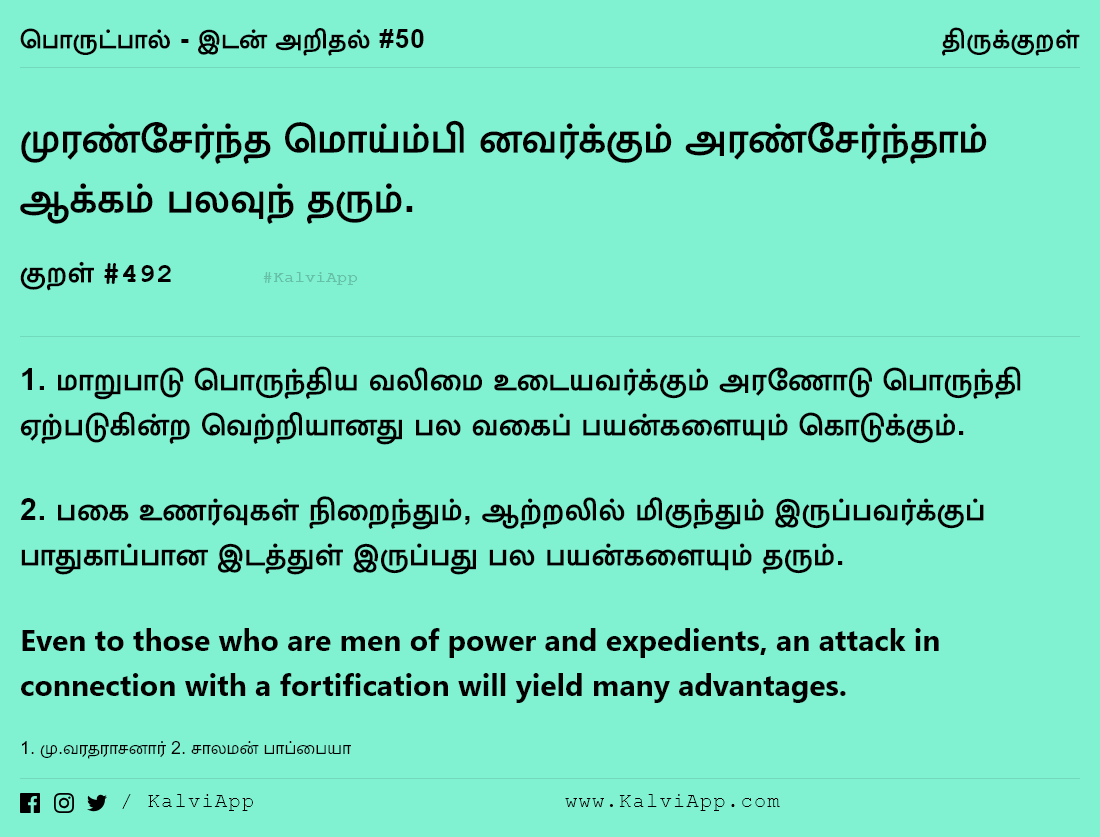 பொருட்பால் - இடன் அறிதல் #50 திருக்குறள்
முரண்சேர்ந்த மொய்ம்பி னவர்க்கும் அரண்சேர்ந்தாம்
ஆக்கம் பலவுந் தரும்.
குறள் #492 #KalviApp
1. மாறுபாடு பொருந்திய வலிமை உடையவர்க்கும் அரணோடு பொருந்தி
ஏற்படுகின்ற வெற்றியானது பல வகைப் பயன்களையும் கொடுக்கும்.
2. பகை உணர்வுகள் நிறைந்தும், ஆற்றலில் மிகுந்தும் இருப்பவர்க்குப்
பாதுகாப்பான இடத்துள் இருப்பது பல பயன்களையும் தரும்.
Even to those who are men of power and expedients, an attack in
connection with a fortification will yield many advantages.
1. மு.வரதராசனார் 2. சாலமன் பாப்பையா
/ KalviApp www.KalviApp.com